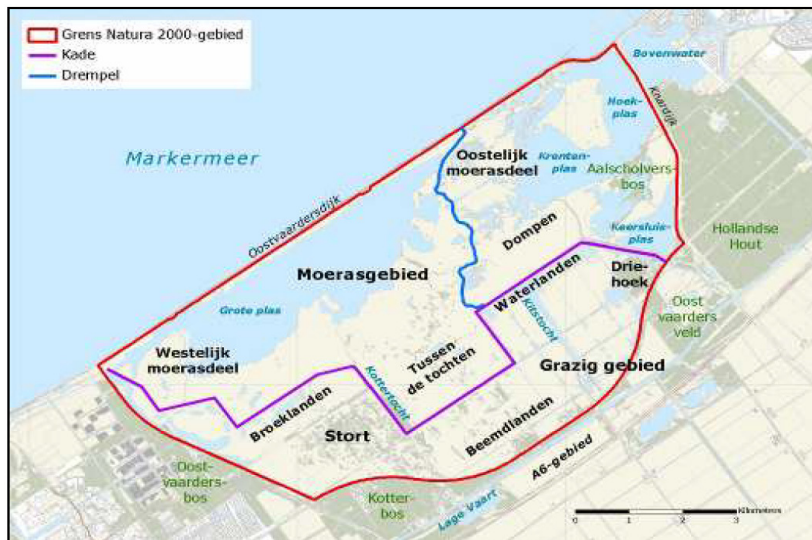 Grens Natura 2000-gebied
Kade
Drempel
Bovenwater
Knardijk
Hoek-
plas
Markermeer
Oostelijk
moerasdeel
Krenten-
plas
Aalscholvers-
bos
Oostvaardersdijk
Keersluis-
plas
Hollandse
Hout
Dompen
Moerasgebied
Waterlanden
Drie-
hoek
Grote plas
Kitstocht
Oost
vaarders
veld
Westelijk
moerasdeel
Tussen
de tochten
Grazig gebied
Kottertocht
Broeklanden
Stort
Beemdlanden
A6-gebied
Oost-
vaarders-
bos
Kotter-
bos
Lage Vaart
0 1 2 3 Kilometers